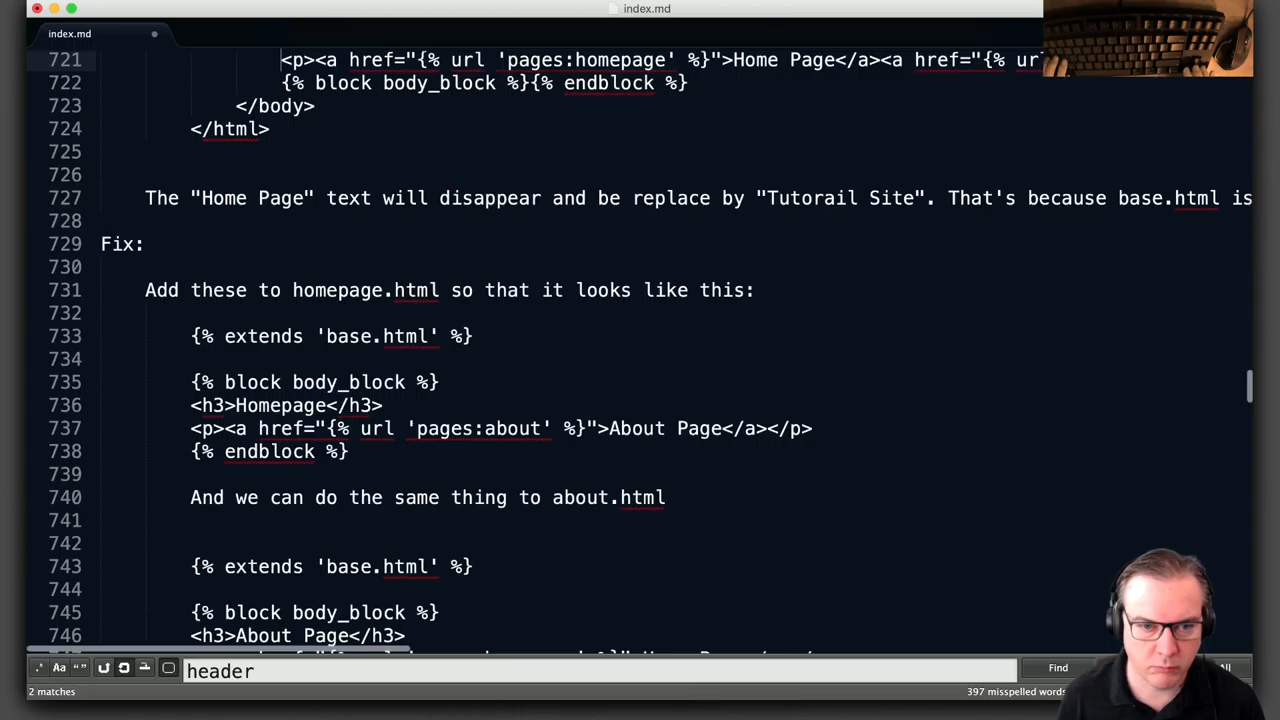 index.md
index.md
721 <p><a href="{% url 'pages:homepage' %}">Home Page</a><a href="{% url
722 {% block body_block %}{% endblock %}
723 </body>
724 </html>
725
726
727 The "Home Page" text will disappear and be replace by "Tutorail Site". That's because base.html is
728
729 Fix:
730
731 Add these to homepage.html so that it looks like this:
732
733 {% extends 'base.html' %}
734
735 {% block body_block %}
736 <h3>Homepage</h3>
737 <p><a href="{% url 'pages:about' %}">About Page</a></p>
738 {% endblock %}
739
740 And we can do the same thing to about.html
741
742
743 {% extends 'base.html' %}
744
745 {% block body_block %}
746 <h3>About Page</h3>
.* Aa “” header Find All
2 matches 397 misspelled words